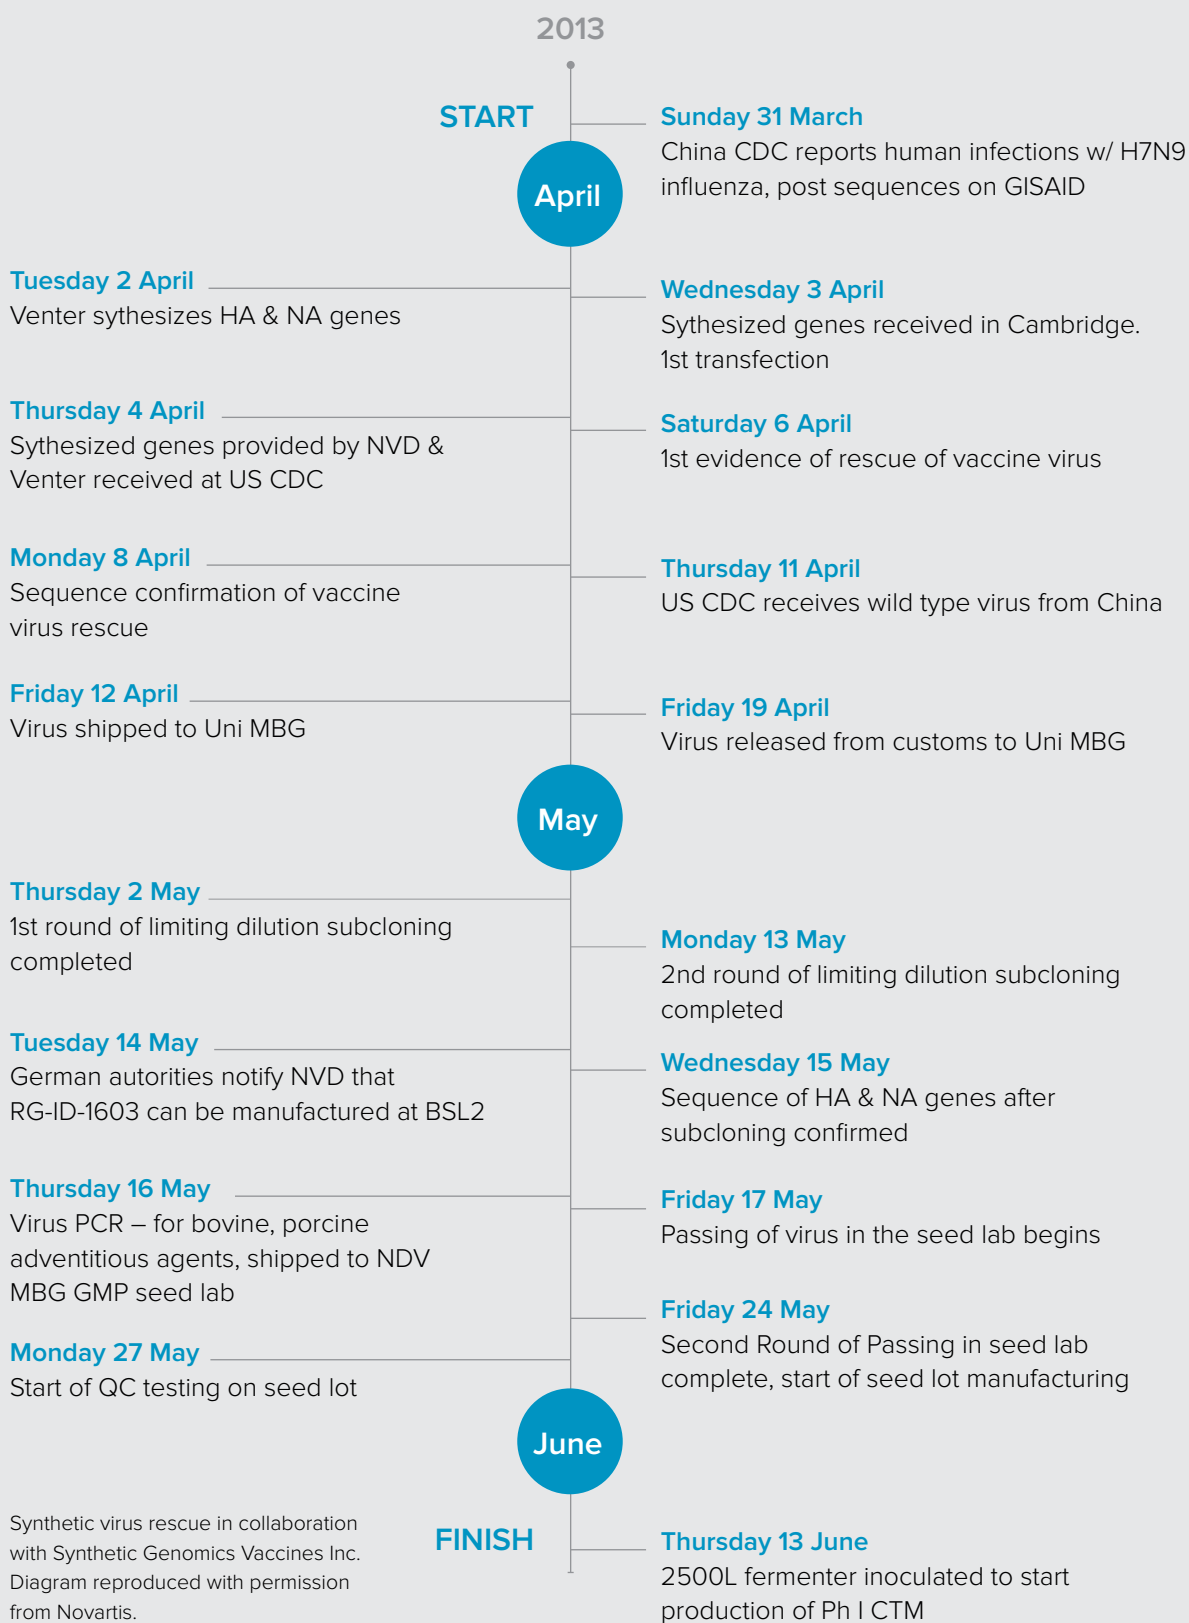 2013
START
Sunday 31 March
China CDC reports human infections w/ H7N9
influenza, post sequences on GISAID
April
Tuesday 2 April
Venter sythesizes HA & NA genes
Wednesday 3 April
Sythesized genes received in Cambridge.
1st transfection
Thursday 4 April
Sythesized genes provided by NVD &
Venter received at US CDC
Saturday 6 April
1st evidence of rescue of vaccine virus
Monday 8 April
Sequence confirmation of vaccine
virus rescue
Thursday 11 April
US CDC receives wild type virus from China
Friday 12 April
Virus shipped to Uni MBG
Friday 19 April
Virus released from customs to Uni MBG
May
Thursday 2 May
1st round of limiting dilution subcloning
completed
Monday 13 May
2nd round of limiting dilution subcloning
completed
Tuesday 14 May
German autorities notify NVD that
RG-ID-1603 can be manufactured at BSL2
Wednesday 15 May
Sequence of HA & NA genes after
subcloning confirmed
Thursday 16 May
Virus PCR – for bovine, porcine
adventitious agents, shipped to NDV
MBG GMP seed lab
Friday 17 May
Passing of virus in the seed lab begins
Friday 24 May
Second Round of Passing in seed lab
complete, start of seed lot manufacturing
Monday 27 May
Start of QC testing on seed lot
June
FINISH
Thursday 13 June
2500L fermenter inoculated to start
production of Ph I CTM
Synthetic virus rescue in collaboration
with Synthetic Genomics Vaccines Inc.
Diagram reproduced with permission
from Novartis.